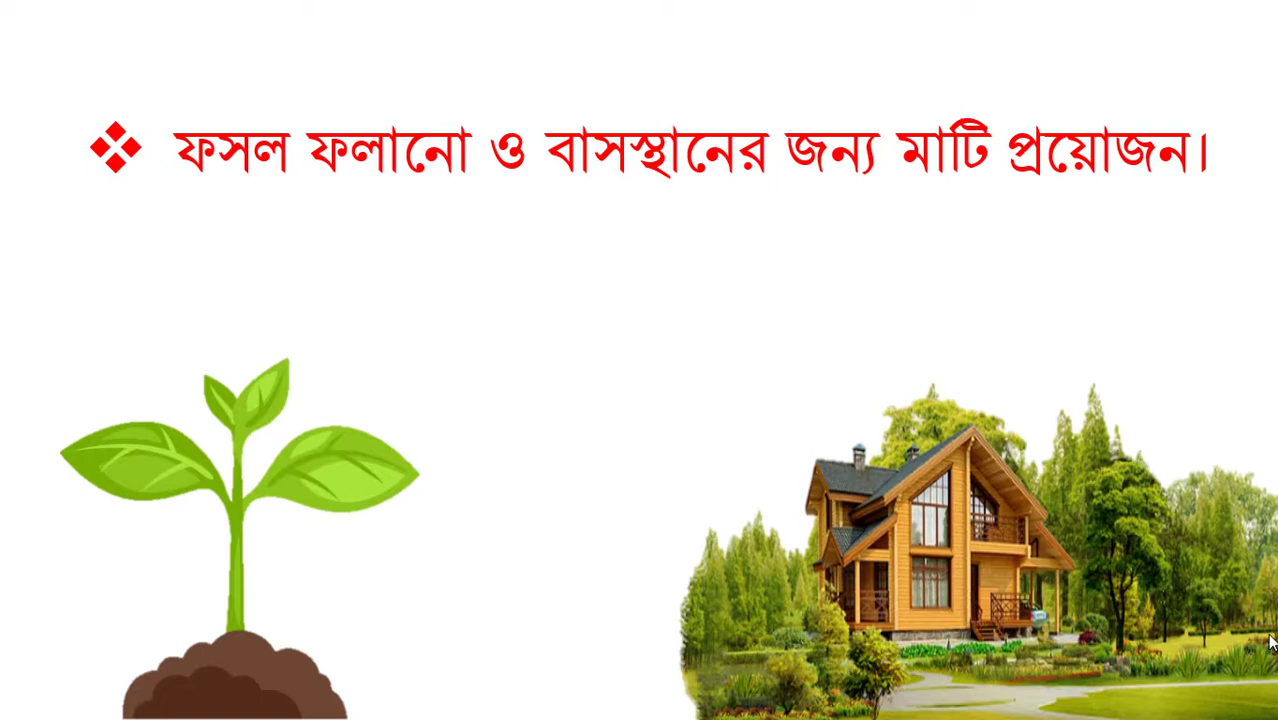 ❖ ফসল ফলানো ও বাসস্থানের জন্য মাটি প্রয়োজন।